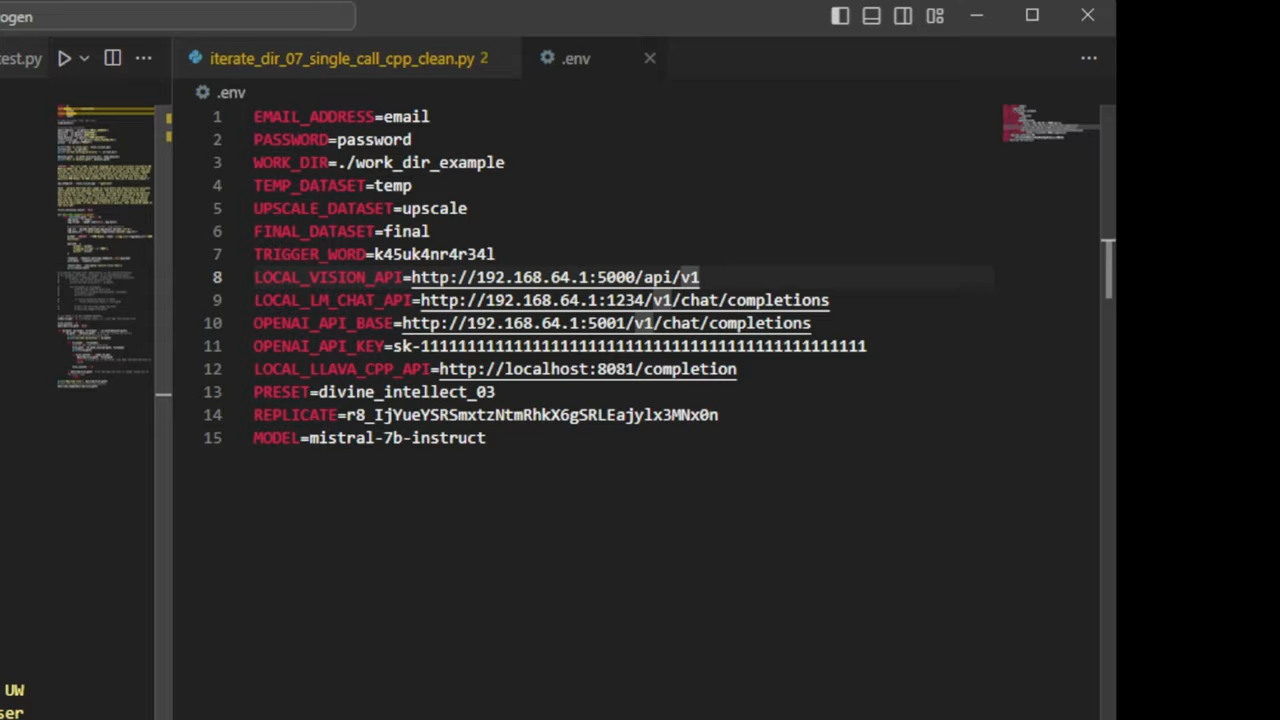 ogen
est.py
iterate_dir_07_single_call_cpp_clean.py 2
.env
.env
1 EMAIL_ADDRESS=email
2 PASSWORD=password
3 WORK_DIR=./work_dir_example
4 TEMP_DATASET=temp
5 UPSCALE_DATASET=upscale
6 FINAL_DATASET=final
7 TRIGGER_WORD=k45uk4nr4r34l
8 LOCAL_VISION_API=http://192.168.64.1:5000/api/v1
9 LOCAL_LM_CHAT_API=http://192.168.64.1:1234/v1/chat/completions
10 OPENAI_API_BASE=http://192.168.64.1:5001/v1/chat/completions
11 OPENAI_API_KEY=sk-111111111111111111111111111111111111111111111111
12 LOCAL_LLAVA_CPP_API=http://localhost:8081/completion
13 PRESET=divine_intellect_03
14 REPLICATE=r8_IjYueYSRSmxtzNtmRhkX6gSRLEajylx3MNx0n
15 MODEL=mistral-7b-instruct
UW
ser